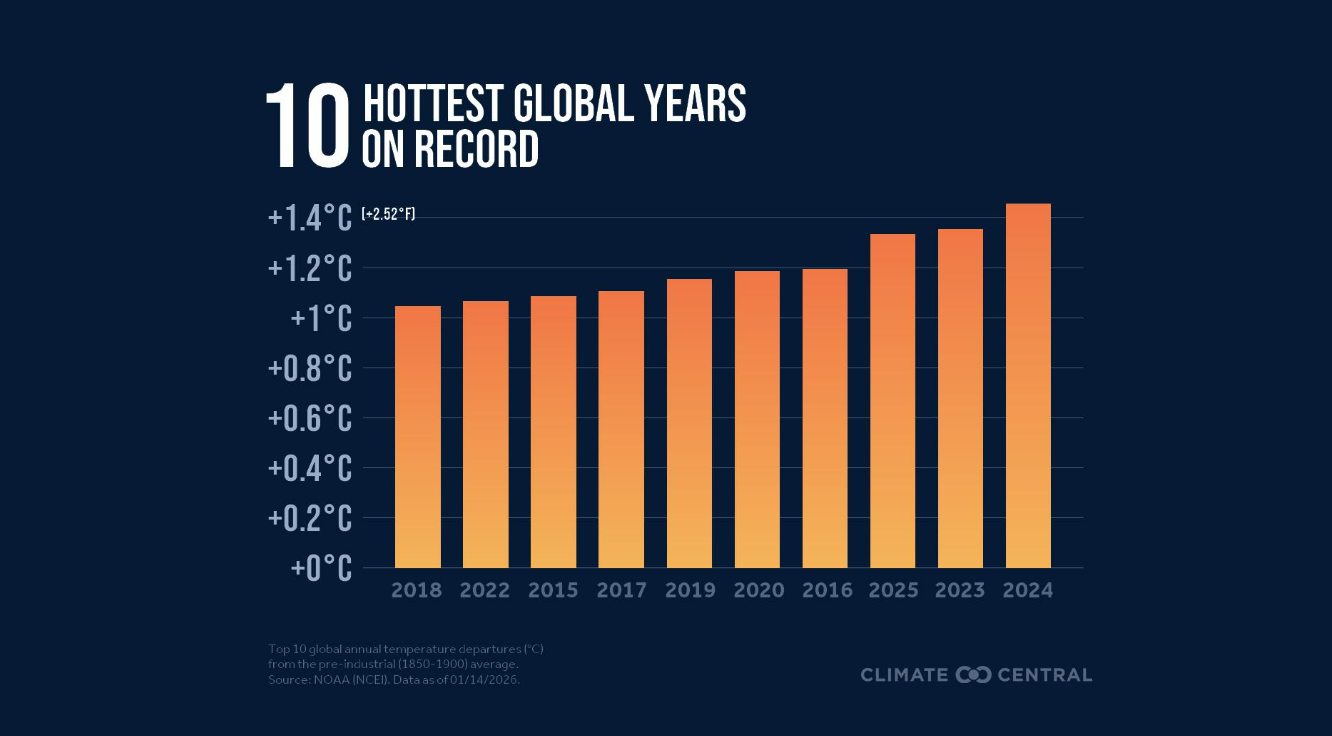 10 HOTTEST GLOBAL YEARS
ON RECORD
+1.4°C (+2.52°F)
+1.2°C
+1°C
+0.8°C
+0.6°C
+0.4°C
+0.2°C
+0°C
2018 2022 2015 2017 2019 2020 2016 2025 2023 2024
Top 10 global annual temperature departures (°C)
from the pre-industrial (1850-1900) average.
Source: NOAA (NCEI). Data as of 01/14/2026.
CLIMATE CENTRAL